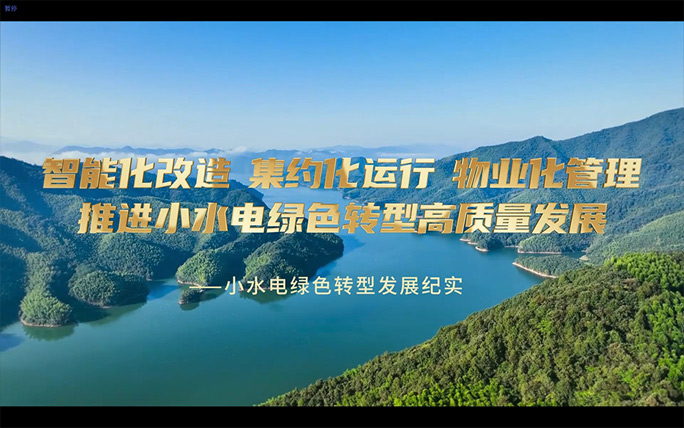 暂停
智能化改造 集约化运行 物业化管理
推进小水电绿色转型高质量发展
——小水电绿色转型发展纪实